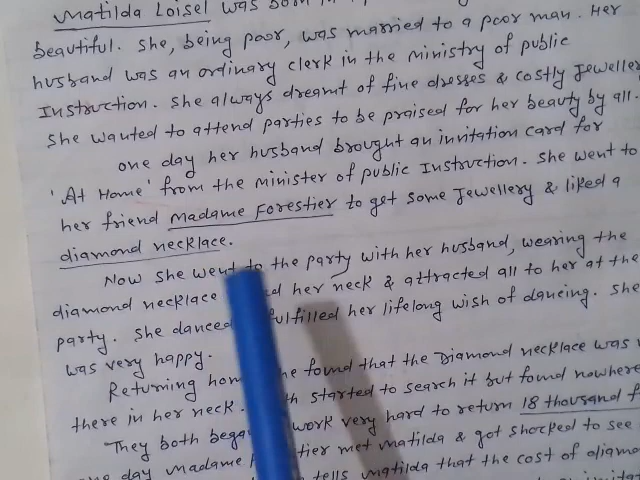 Matilda Loisel was born in
beautiful. She, being poor, was married to a poor man. Her
husband was an ordinary clerk in the ministry of public
Instruction. She always dreamt of fine dresses & costly Jeweller
She wanted to attend parties to be praised for her beauty by all.
one day her husband brought an invitation card for
'At Home' from the minister of public Instruction. She went to
her friend madame Forestier to get some Jewellery & liked a
diamond necklace.
Now she went to the party with her husband, wearing the
diamond necklace her neck & attracted all to her at the
party. She danced fulfilled her lifelong wish of dancing. She
was very happy.
Returning hom he found that the Diamond necklace was
there in her neck. started to search it but found nowhere
They both began work very hard to return 18 thousand f
one day madame tier met matilda & got shocked to see
tells matilda that the cost of diamo